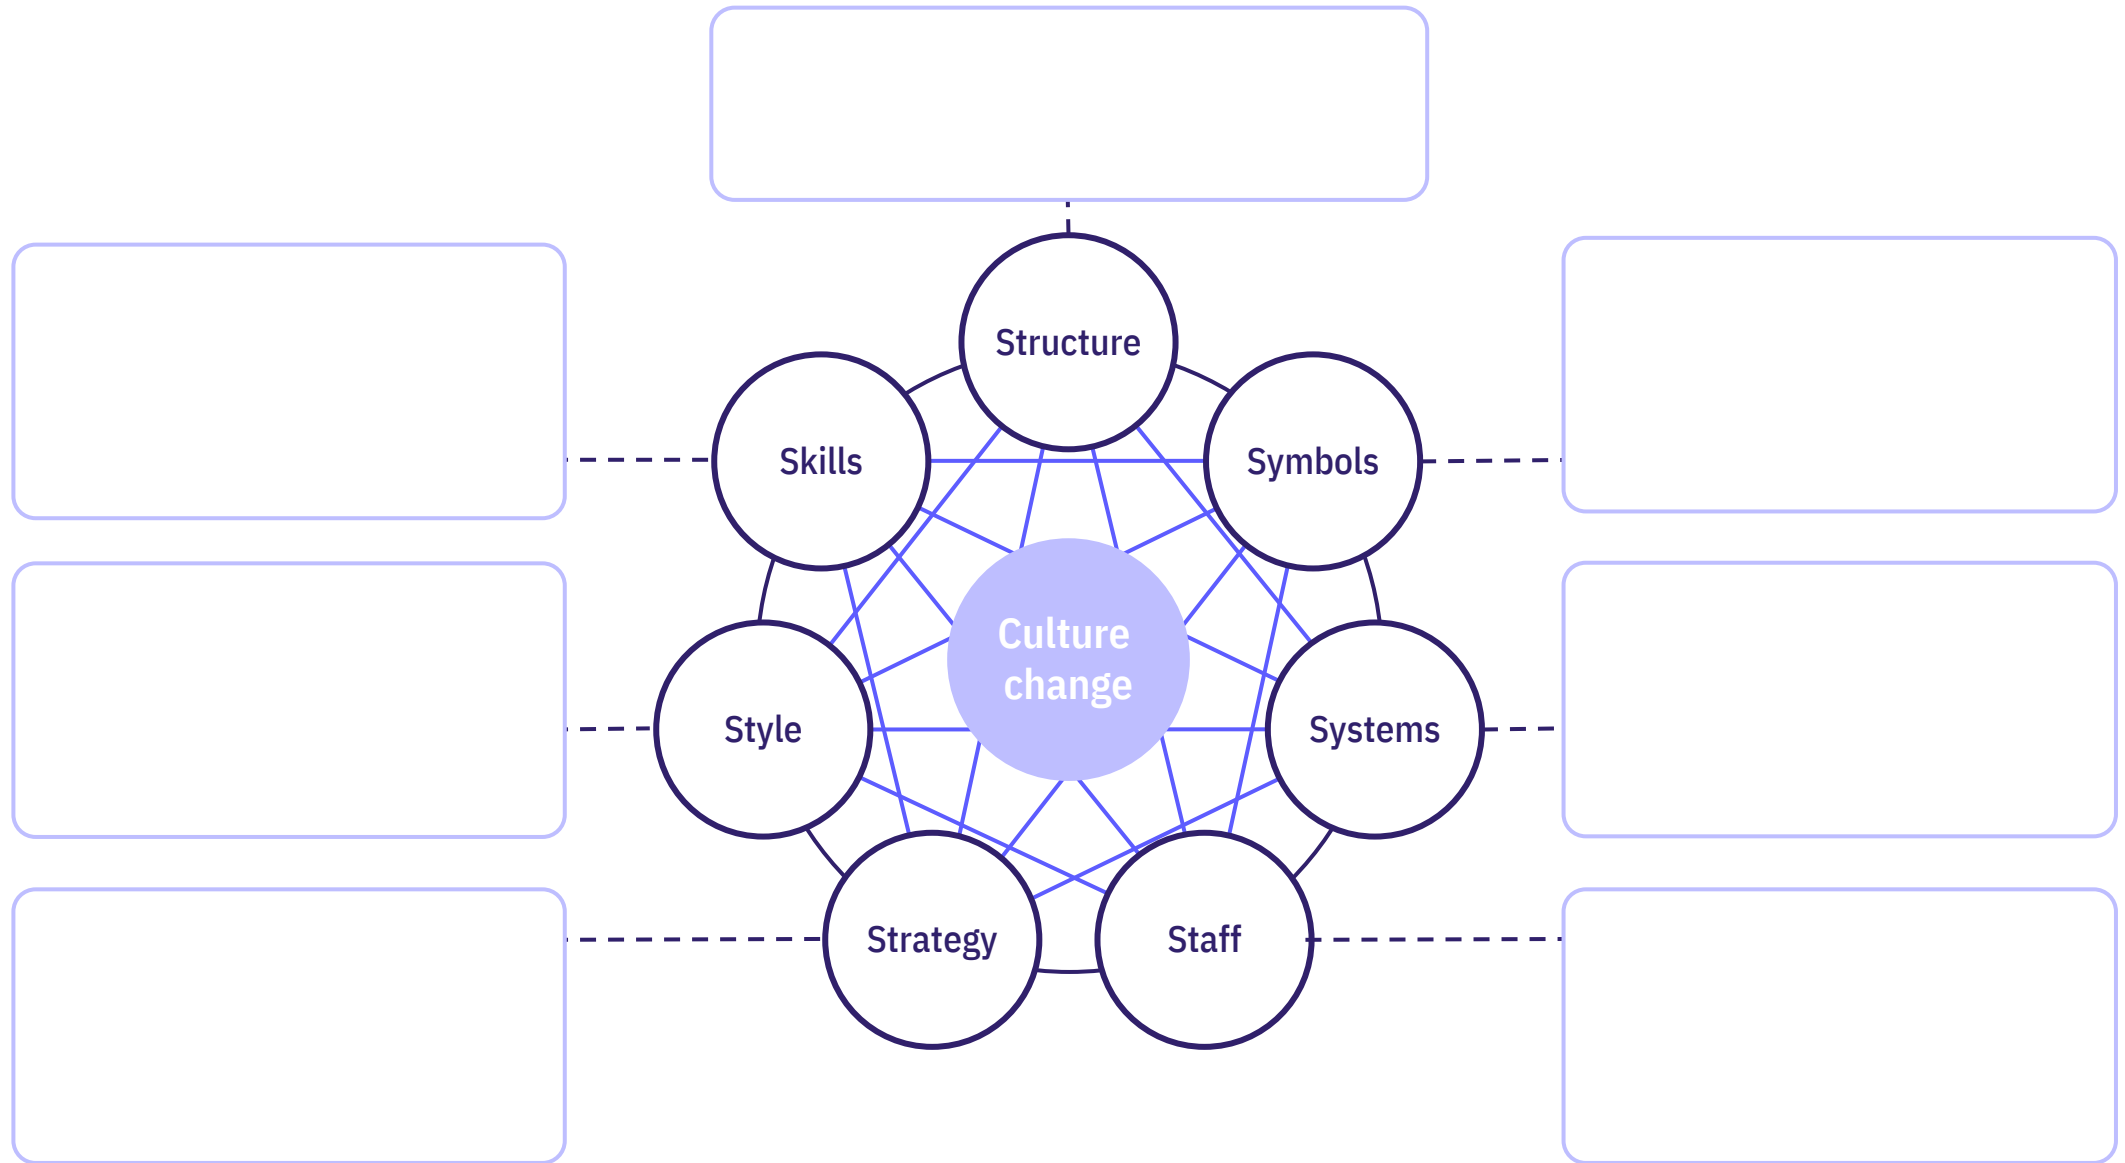 Structure
Skills
Symbols
Culture
change
Style
Systems
Strategy
Staff